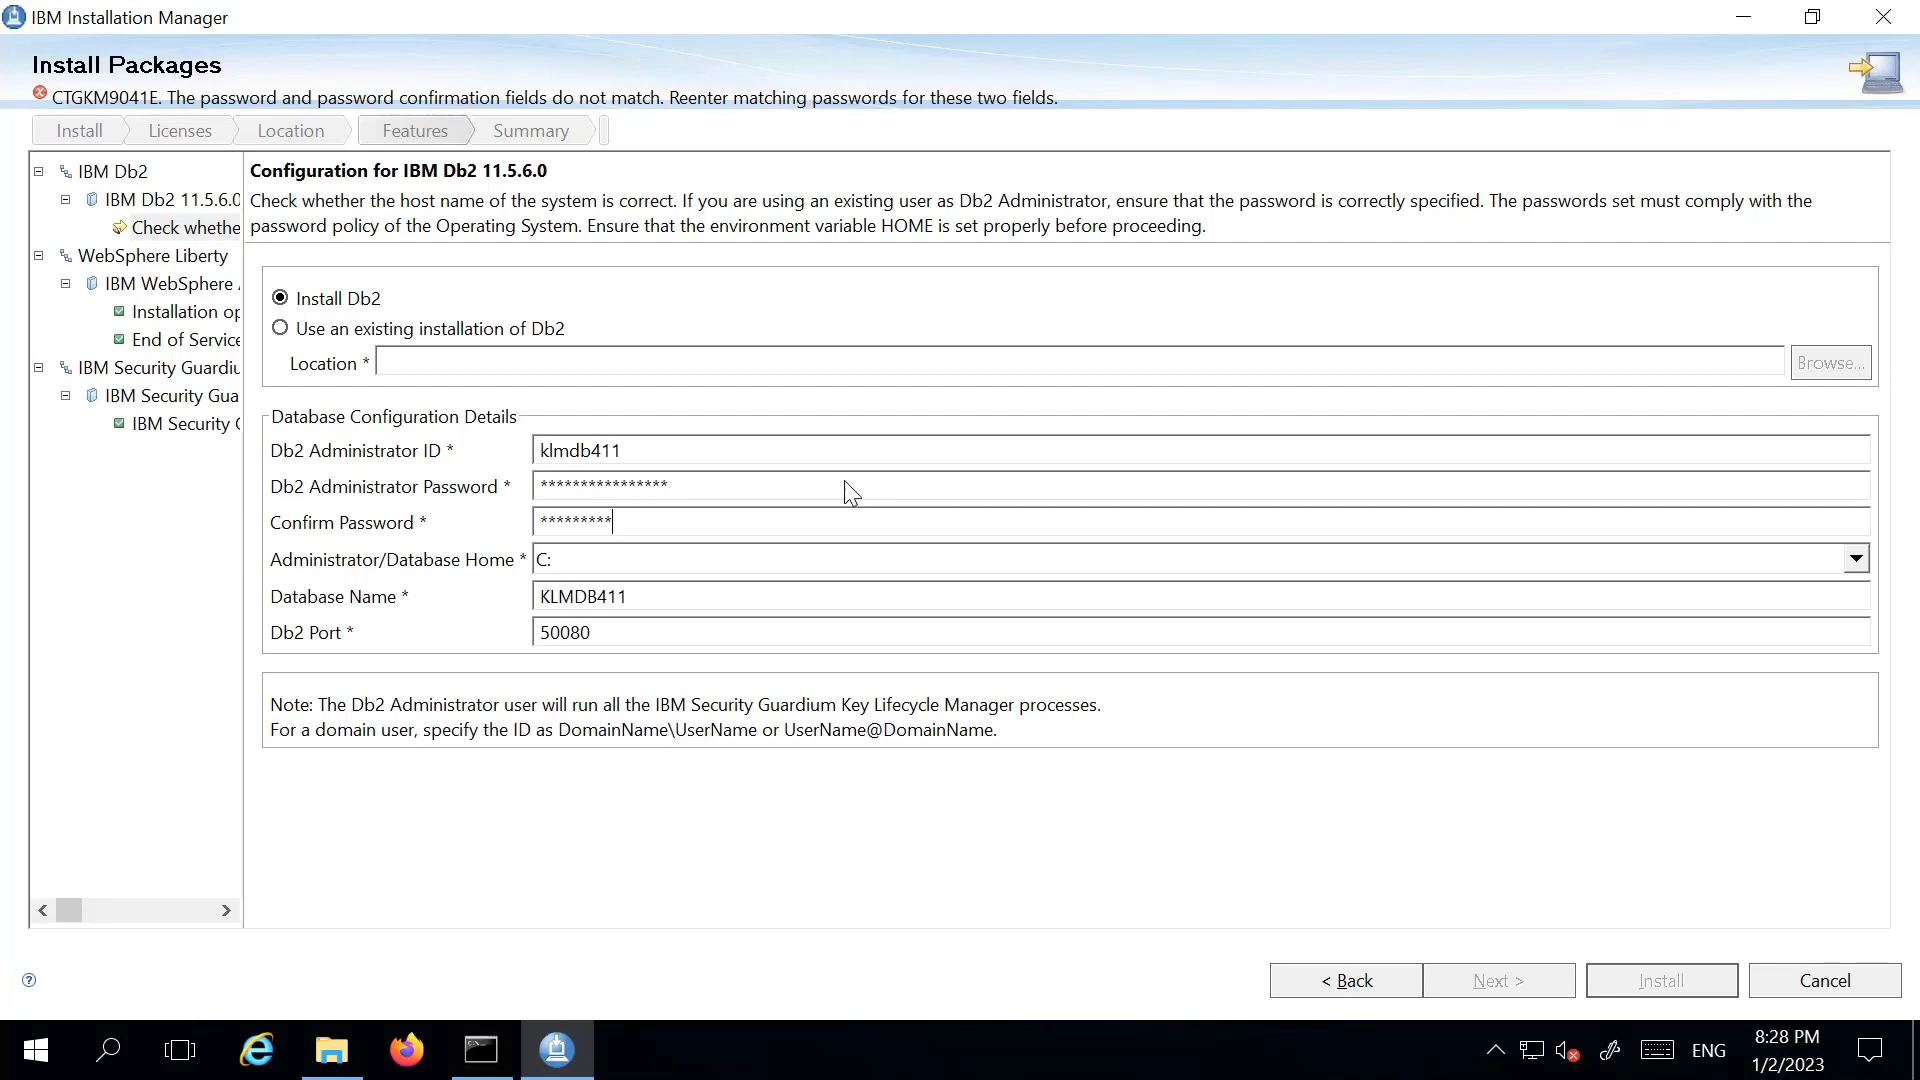 IBM Installation Manager
Install Packages
CTGKM9041E. The password and password confirmation fields do not match. Reenter matching passwords for these two fields.
Install
Licenses
Location
Features
Summary
IBM Db2
IBM Db2 11.5.6.0
Check whethe
WebSphere Liberty
IBM WebSphere
Installation op
End of Service
IBM Security Guardiu
IBM Security Gua
IBM Security
Configuration for IBM Db2 11.5.6.0
Check whether the host name of the system is correct. If you are using an existing user as Db2 Administrator, ensure that the password is correctly specified. The passwords set must comply with the
password policy of the Operating System. Ensure that the environment variable HOME is set properly before proceeding.
Install Db2
Use an existing installation of Db2
Location *
Browse...
Database Configuration Details
Db2 Administrator ID * klmdb411
Db2 Administrator Password * ****************
Confirm Password * *********
Administrator/Database Home * C:
Database Name * KLMDB411
Db2 Port * 50080
Note: The Db2 Administrator user will run all the IBM Security Guardium Key Lifecycle Manager processes.
For a domain user, specify the ID as DomainName\UserName or UserName@DomainName.
< Back
Next >
Install
Cancel
ENG
8:28 PM
1/2/2023